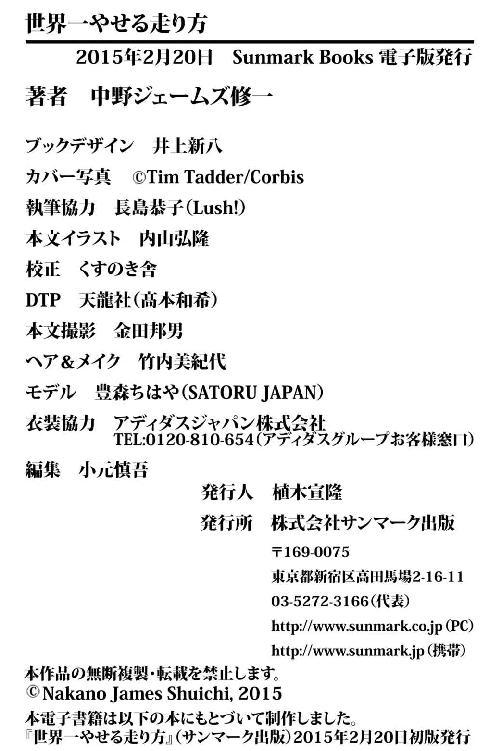 世界一やせる走り方
2015年2月20日　Sunmark Books 電子版発行
著者　中野ジェームズ修一
ブックデザイン　井上新八
カバー写真　©Tim Tadder/Corbis
執筆協力　長島恭子(Lush!)
本文イラスト　内山弘隆
校正　くすのき舎
DTP　天龍社(髙本和希)
本文撮影　金田邦男
ヘア&メイク　竹内美紀代
モデル　豊森ちはや(SATORU JAPAN)
衣装協力　アディダスジャパン株式会社
TEL:0120-810-654(アディダスグループお客様窓口)
編集　小元慎吾
発行人　植木宣隆
発行所　株式会社サンマーク出版
〒169-0075
東京都新宿区高田馬場2-16-11
03-5272-3166(代表)
http://www.sunmark.co.jp(PC)
http://www.sunmark.jp(携帯)
本作品の無断複製・転載を禁止します。
©Nakano James Shuichi, 2015
本電子書籍は以下の本にもとづいて制作しました。
『世界一やせる走り方』(サンマーク出版)2015年2月20日初版発行